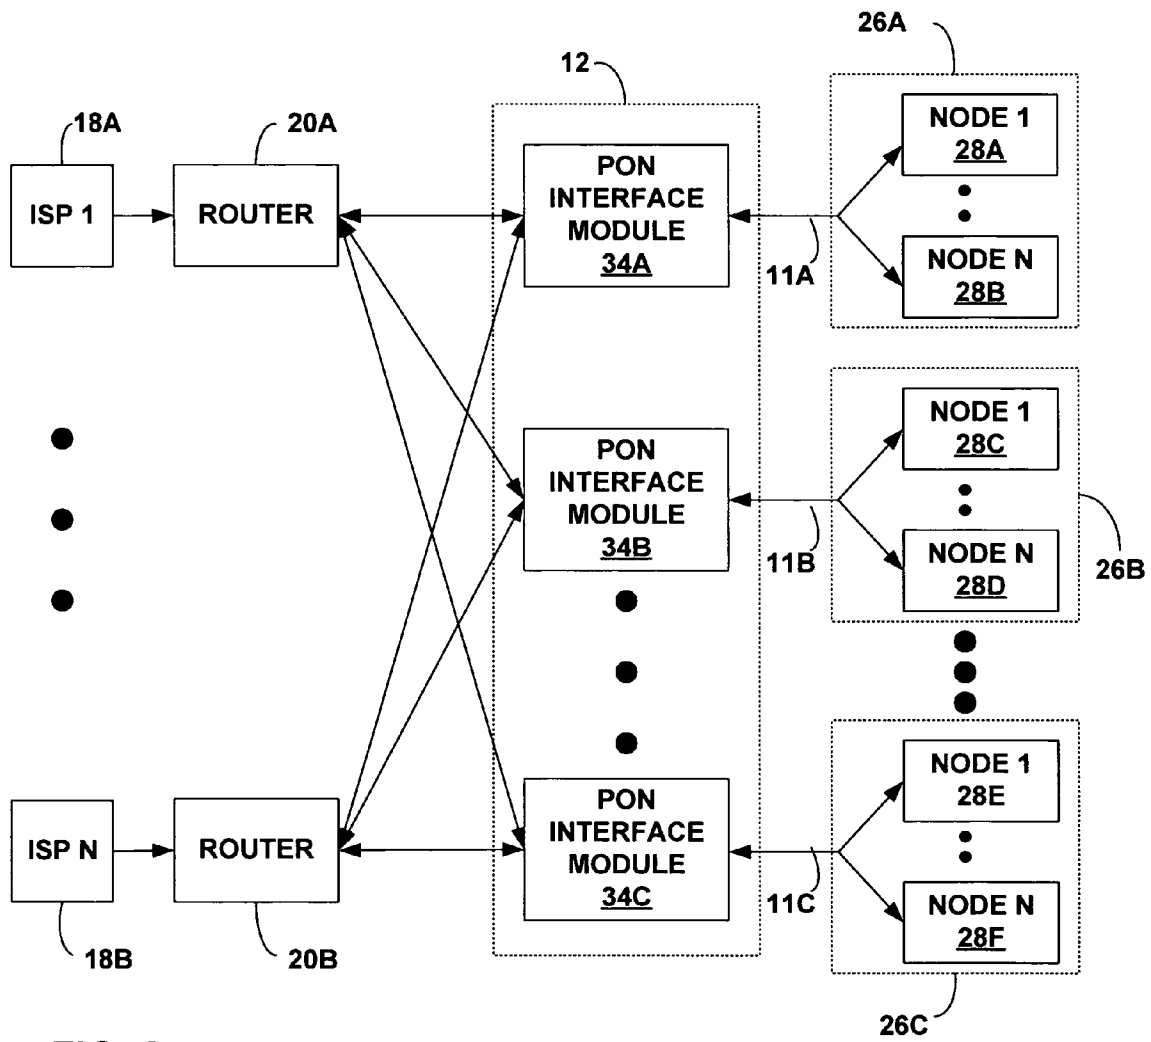 26A
12
18A
20A
ISP 1
ROUTER
PON
INTERFACE
MODULE
34A
11A
NODE 1
28A
NODE N
28B
PON
INTERFACE
MODULE
34B
11B
NODE 1
28C
NODE N
28D
26B
ISP N
ROUTER
PON
INTERFACE
MODULE
34C
11C
NODE 1
28E
NODE N
28F
18B
20B
26C